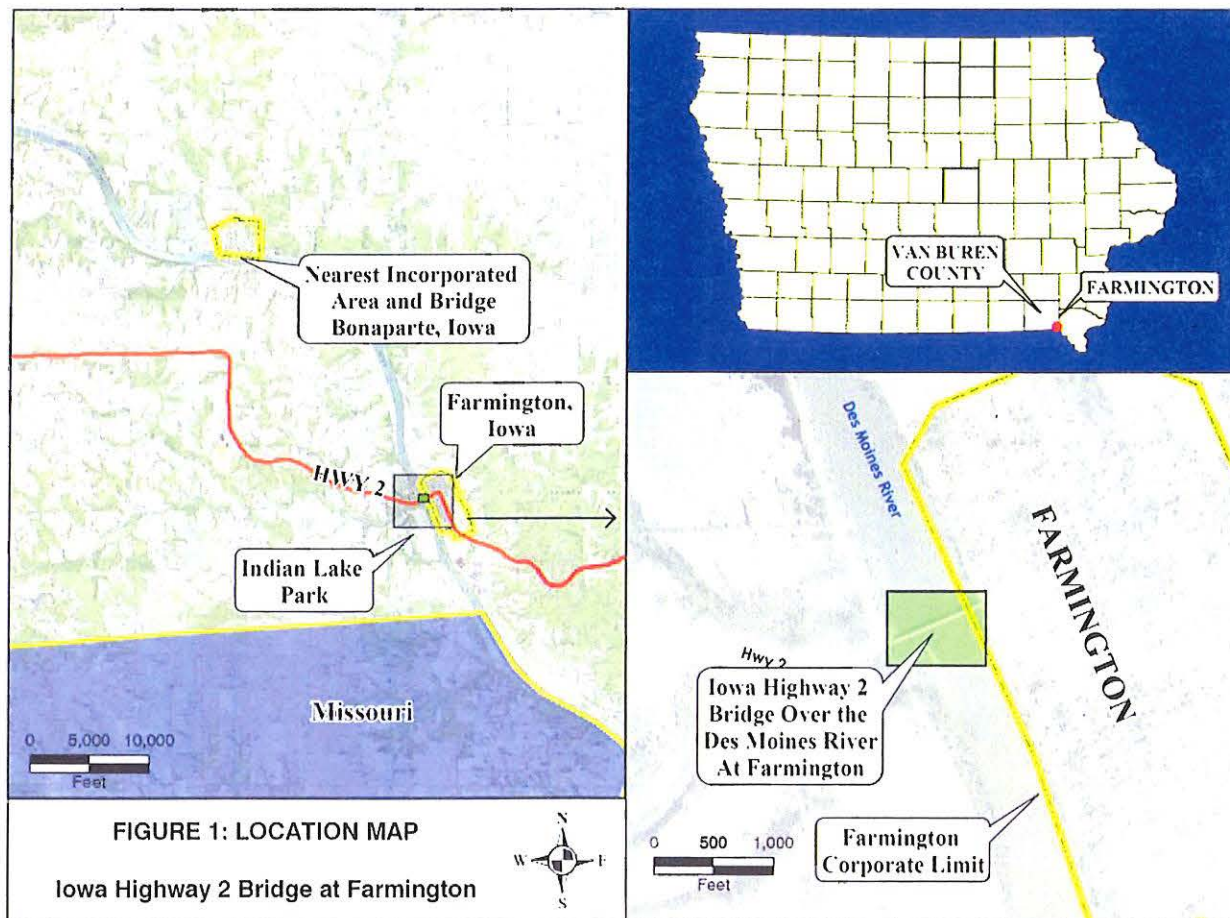 Nearest Incorporated
Area and Bridge
Bonaparte, Iowa
Farmington,
Iowa
HWY 2
Indian Lake
Park
Missouri
0 5,000 10,000
Feet
FIGURE 1: LOCATION MAP
Iowa Highway 2 Bridge at Farmington
N
W E
S
VAN BUREN
COUNTY
FARMINGTON
Des Moines River
FARMINGTON
Hwy 2
Iowa Highway 2
Bridge Over the
Des Moines River
At Farmington
Farmington
Corporate Limit
0 500 1,000
Feet